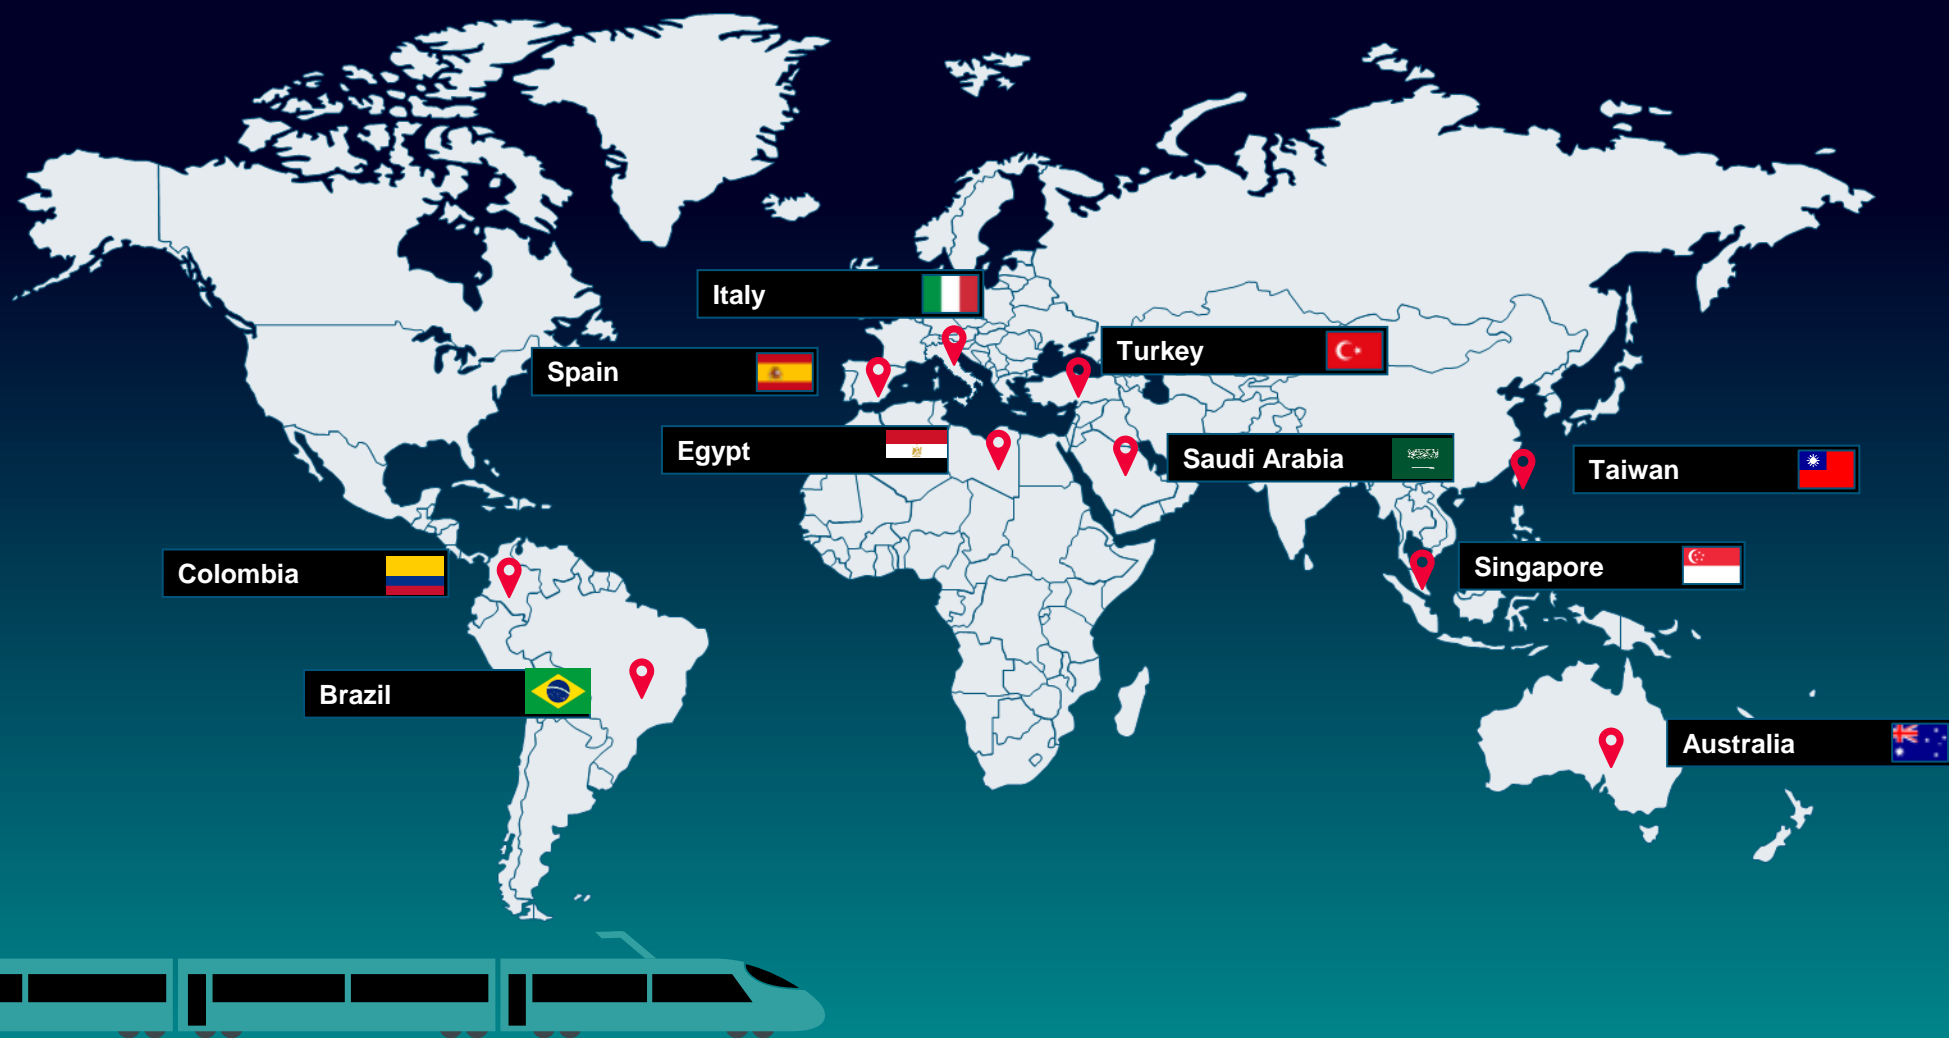 Italy
Turkey
Spain
Egypt
Saudi Arabia
Taiwan
Colombia
Singapore
Brazil
Australia